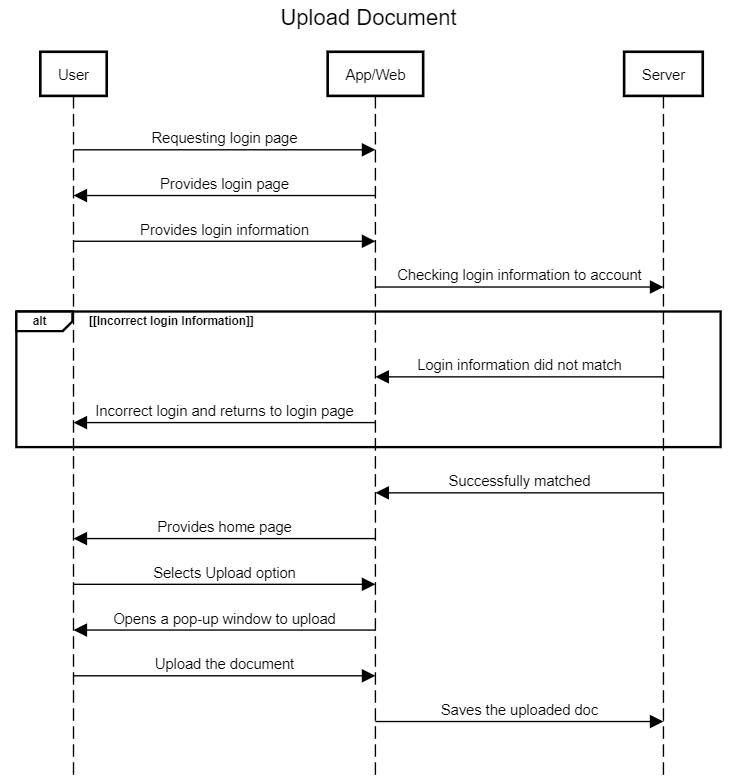 Upload Document
User
App/Web
Server
Requesting login page
Provides login page
Provides login information
Checking login information to account
alt
[[Incorrect login Information]]
Login information did not match
Incorrect login and returns to login page
Successfully matched
Provides home page
Selects Upload option
Opens a pop-up window to upload
Upload the document
Saves the uploaded doc